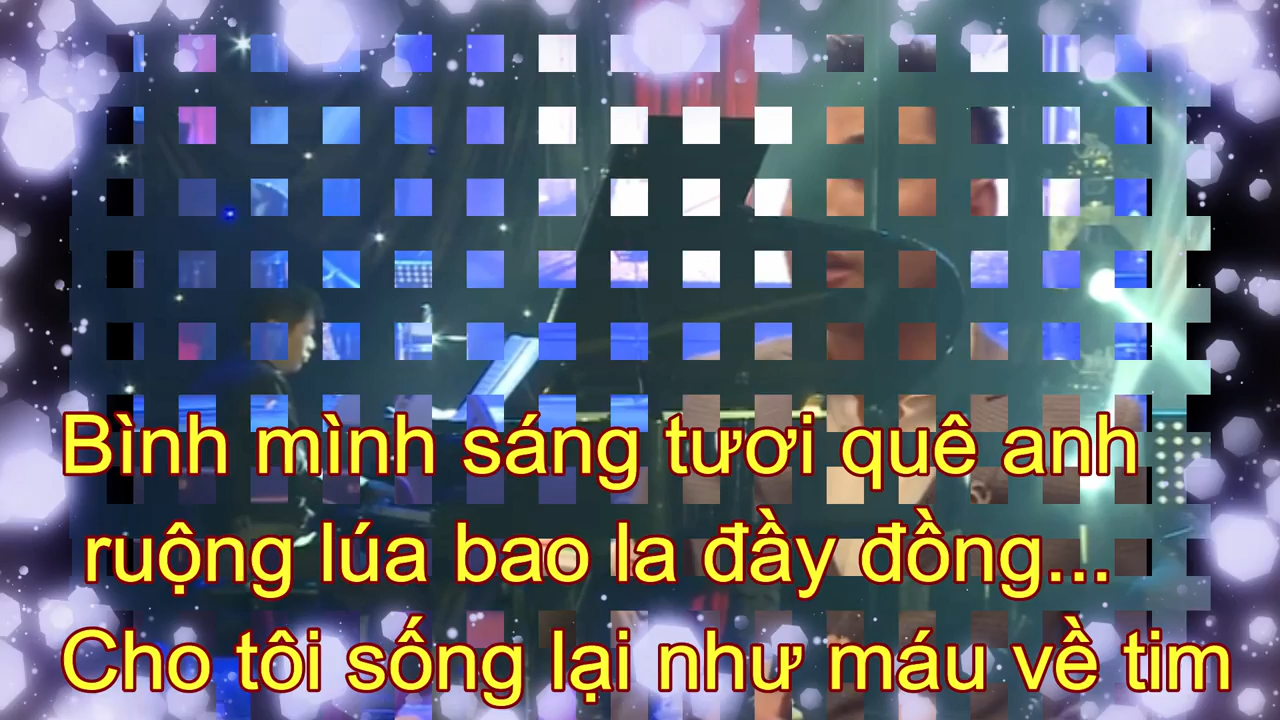 Bình mình sáng tươi quê anh
ruộng lúa bao la đầy đồng...
Cho tôi sống lại như máu về tim